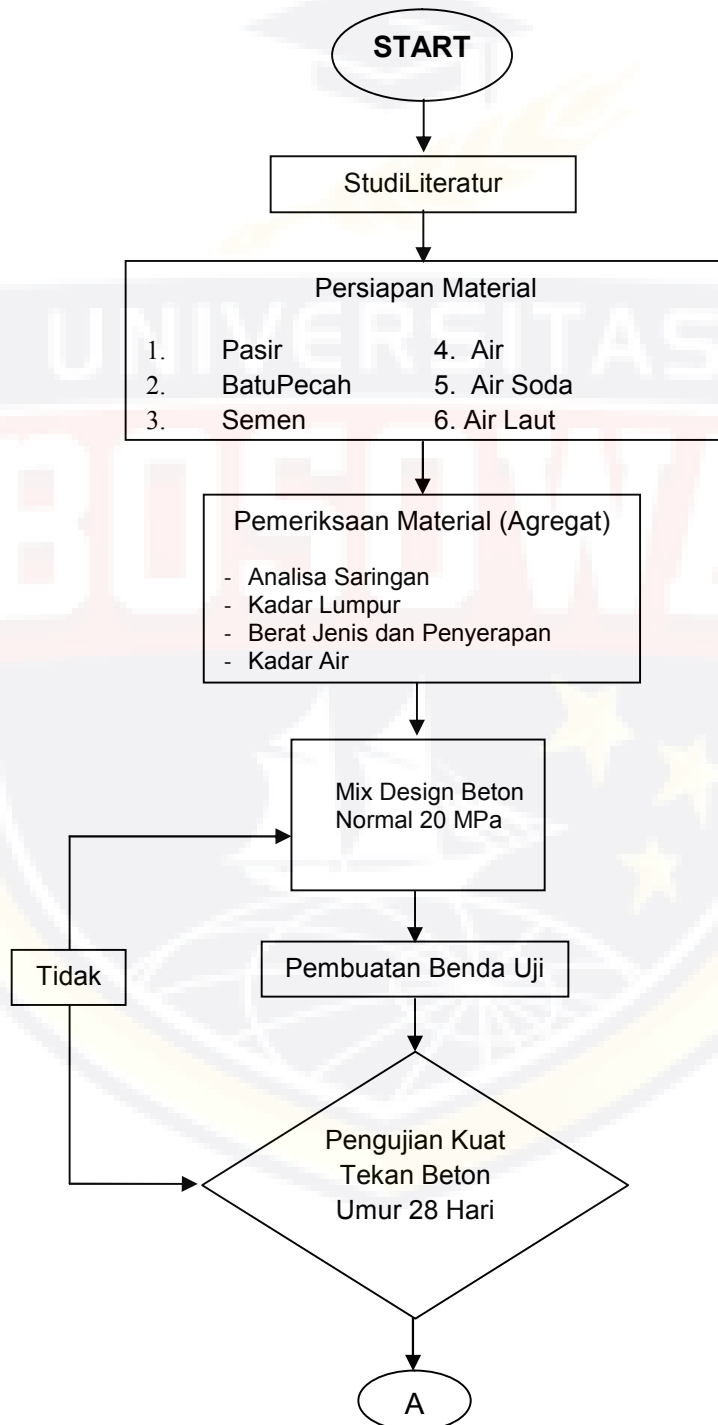 START
StudiLiteratur
Persiapan Material
1. Pasir 4. Air
2. BatuPecah 5. Air Soda
3. Semen 6. Air Laut
Pemeriksaan Material (Agregat)
- Analisa Saringan
- Kadar Lumpur
- Berat Jenis dan Penyerapan
- Kadar Air
Mix Design Beton
Normal 20 MPa
Tidak
Pembuatan Benda Uji
Pengujian Kuat
Tekan Beton
Umur 28 Hari
A
UNIVERSITAS
BOSOWA